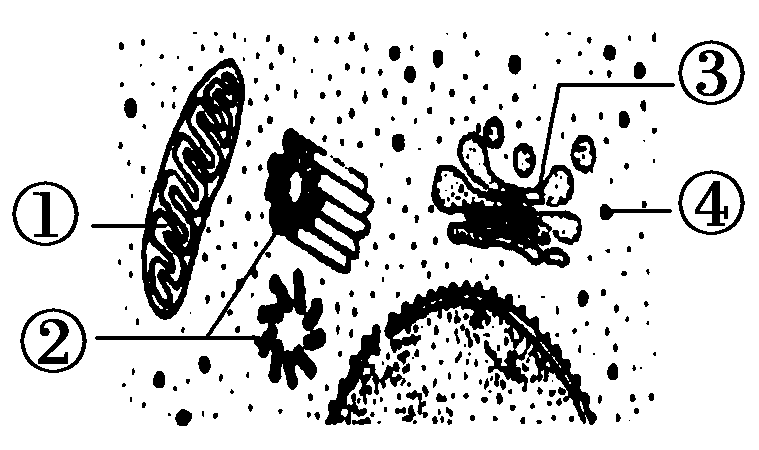 ③
①
④
②